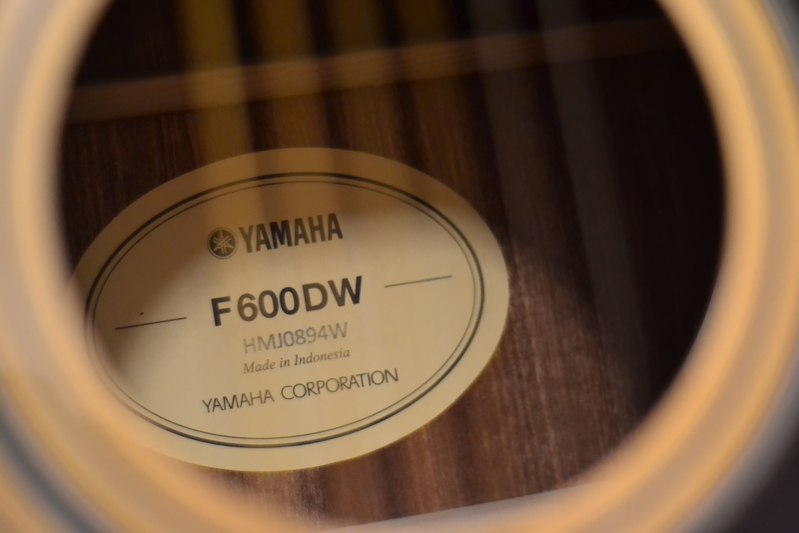 YAMAHA
F600DW
HMJ0894W
Made in Indonesia
YAMAHA CORPORATION